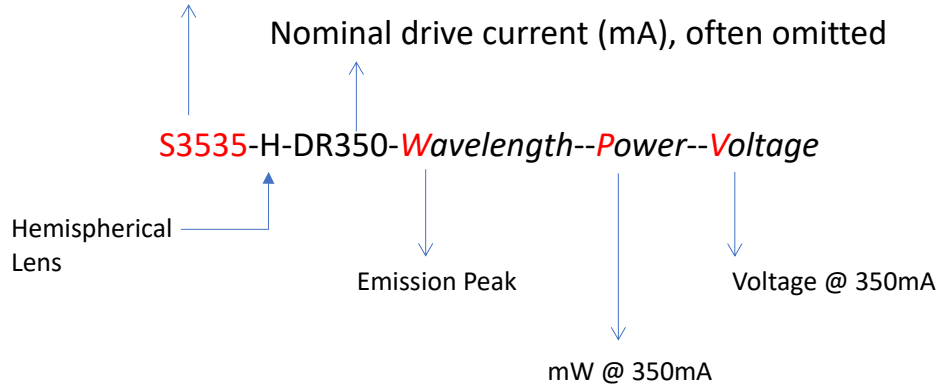 Nominal drive current (mA), often omitted
S3535-H-DR350-Wavelength--Power--Voltage
Hemispherical
Lens
Emission Peak
Voltage @ 350mA
mW @ 350mA